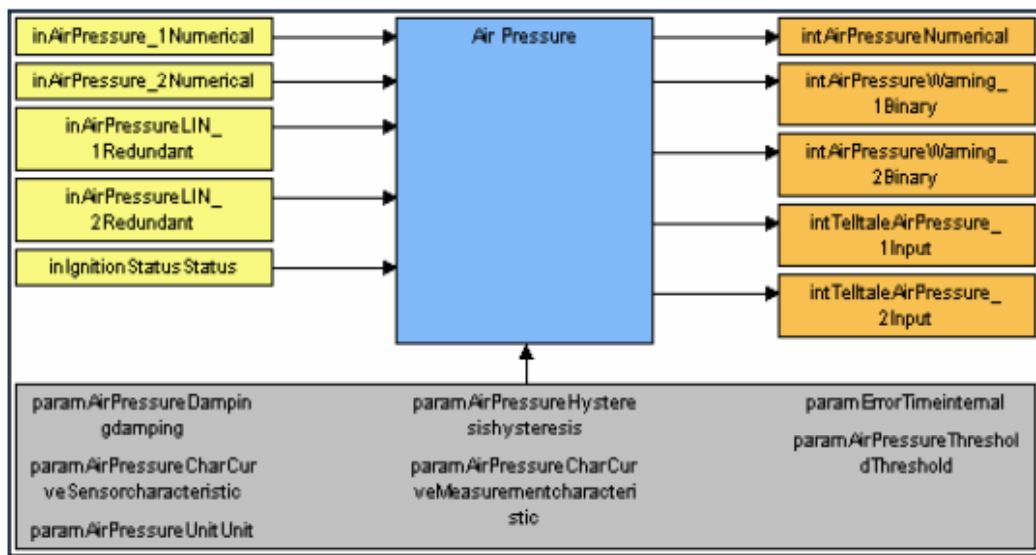 inAirPressure_1Numerical
inAirPressure_2Numerical
inAirPressureLIN_
1Redundant
inAirPressureLIN_
2Redundant
inIgnitionStatusStatus
Air Pressure
intAirPressureNumerical
intAirPressureWarning_
1Binary
intAirPressureWarning_
2Binary
intTelltaleAirPressure_
1Input
intTelltaleAirPressure_
2Input
paramAirPressureDampin
gdamping
paramAirPressureCharCur
veSensorcharacteristic
paramAirPressureUnitUnit
paramAirPressureHystere
sishysteresis
paramAirPressureCharCur
veMeasurementcharacteri
stic
paramErrorTimeinternal
paramAirPressureThreshol
dThreshold